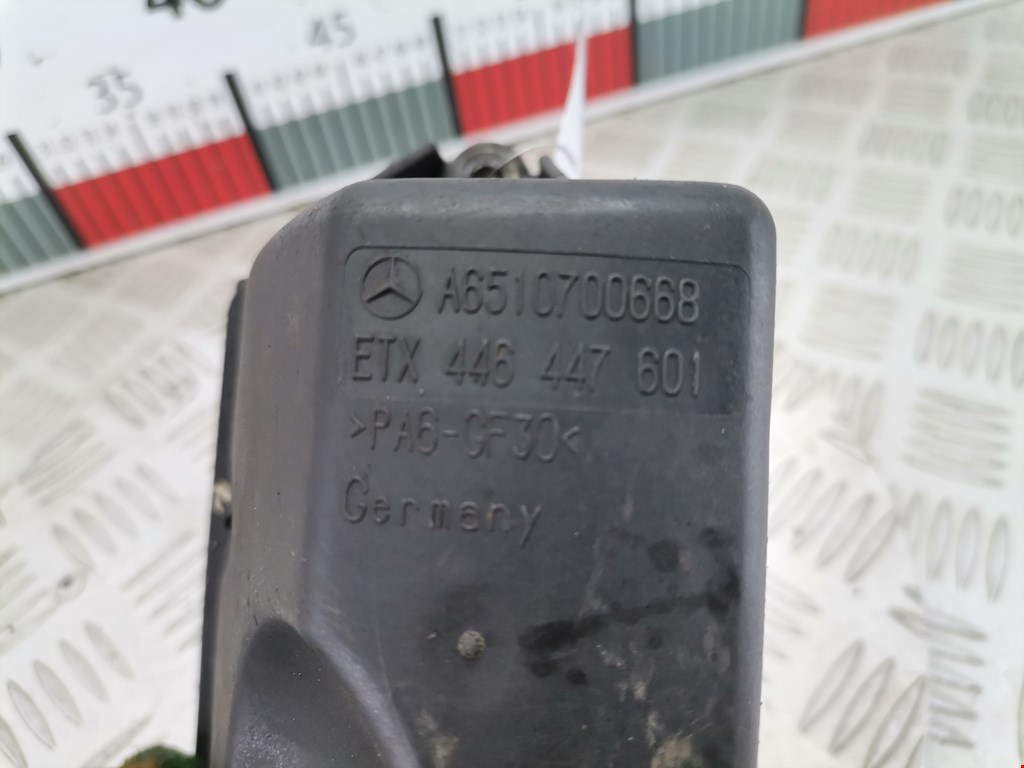 45
35
A6510700668
ETX 446 447 601
>PA6-GF30<
Germany